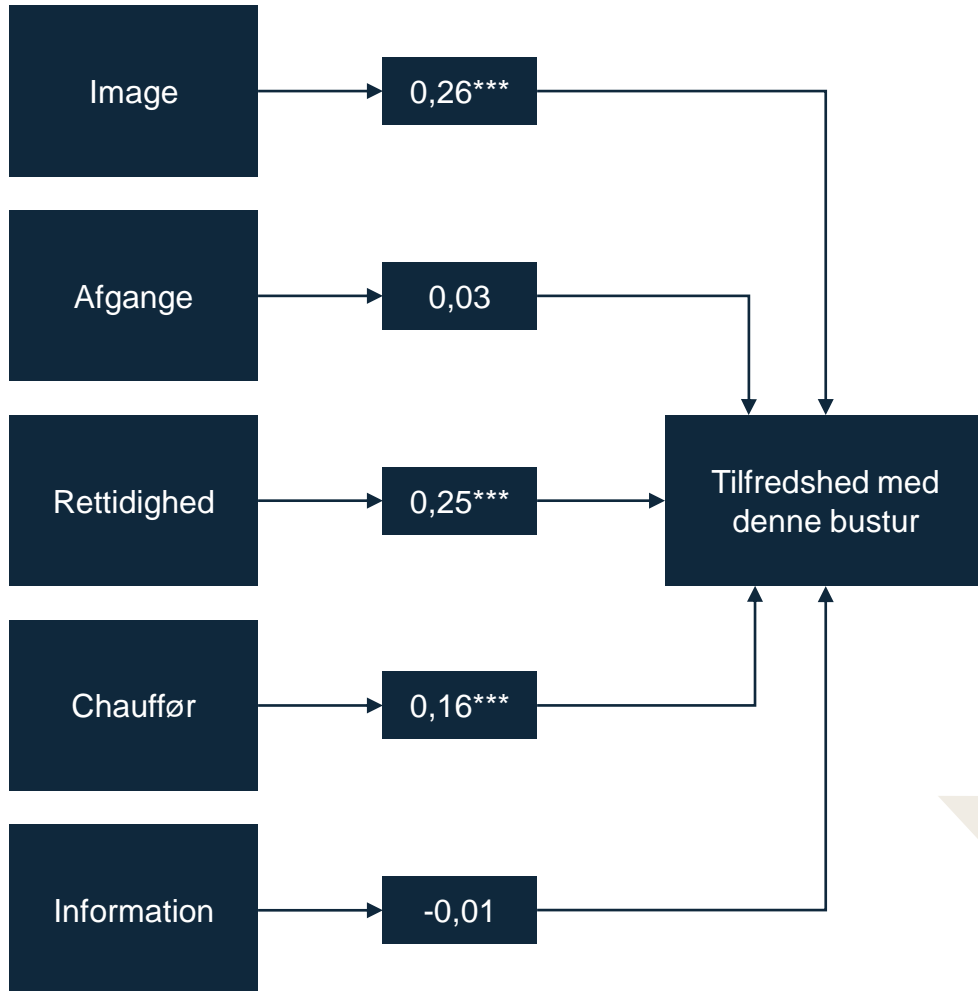 Image
0,26***
Afgange
0,03
Rettidighed
0,25***
Tilfredshed med
denne bustur
Chauffør
0,16***
Information
-0,01